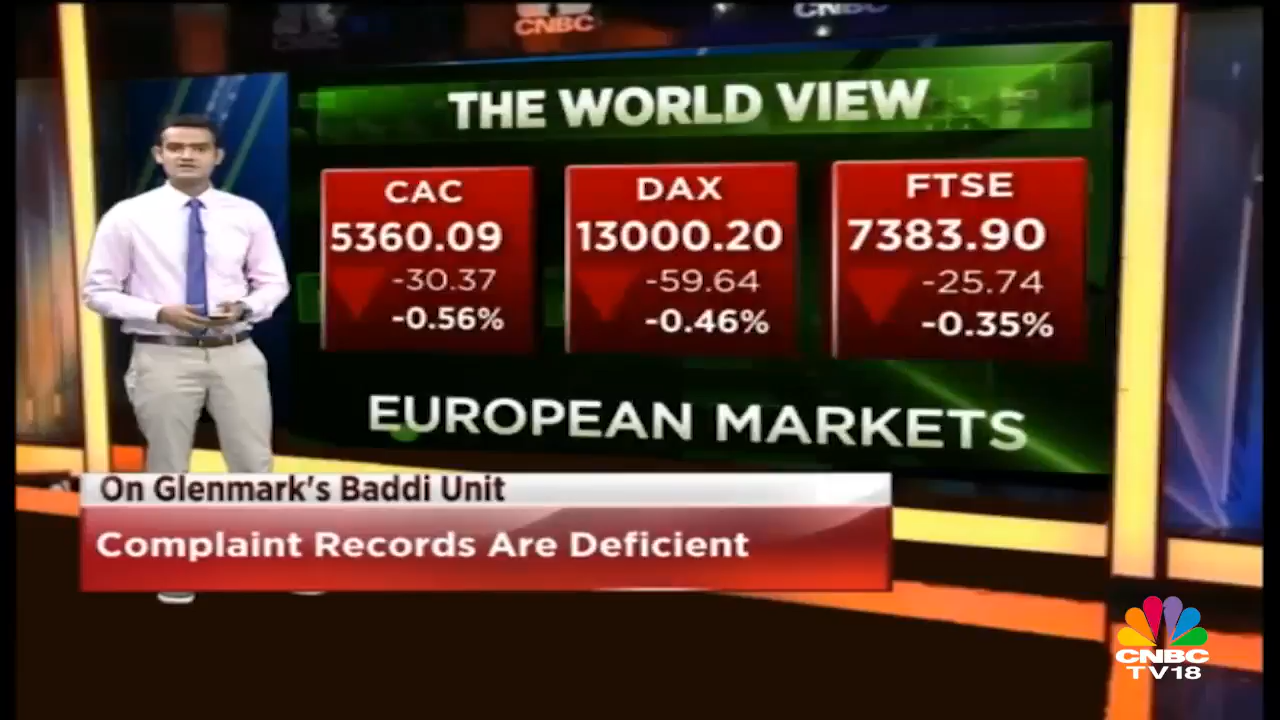 CNBC
CNBC
THE WORLD VIEW
CAC
5360.09
-30.37
-0.56%
DAX
13000.20
-59.64
-0.46%
FTSE
7383.90
-25.74
-0.35%
EUROPEAN MARKETS
On Glenmark's Baddi Unit
Complaint Records Are Deficient
CNBC
TV18